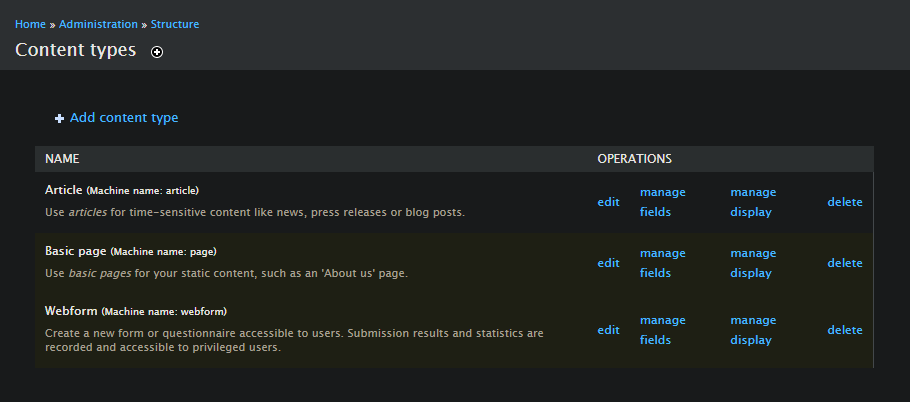 Home » Administration » Structure
Content types
Add content type
NAME OPERATIONS
Article (Machine name: article)
Use articles for time-sensitive content like news, press releases or blog posts.
edit manage fields manage display delete
Basic page (Machine name: page)
Use basic pages for your static content, such as an 'About us' page.
edit manage fields manage display delete
Webform (Machine name: webform)
Create a new form or questionnaire accessible to users. Submission results and statistics are
recorded and accessible to privileged users.
edit manage fields manage display delete